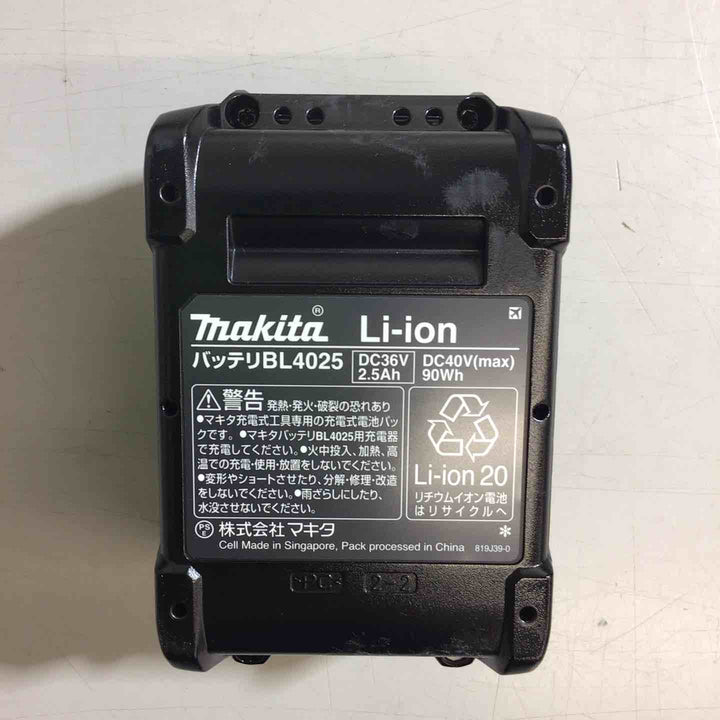 makita® Li-ion
バッテリBL4025
DC36V
2.5Ah
DC40V(max)
90Wh
警告 発熱・発火・破裂の恐れあり
●マキタ充電式工具専用の充電式電池パッ
クです。●マキタバッテリBL4025用充電器
で充電してください。●火中投入、加熱、高
温での充電・使用・放置をしないでください。
●変形やショートさせたり、分解・修理・改造
をしないでください。●雨ざらしにしたり、
水没させないでください。
Li-ion 20
リチウムイオン電池
はリサイクルへ
PSE 株式会社マキタ *
Cell Made in Singapore, Pack processed in China 819J39-D
>PC< 2-2